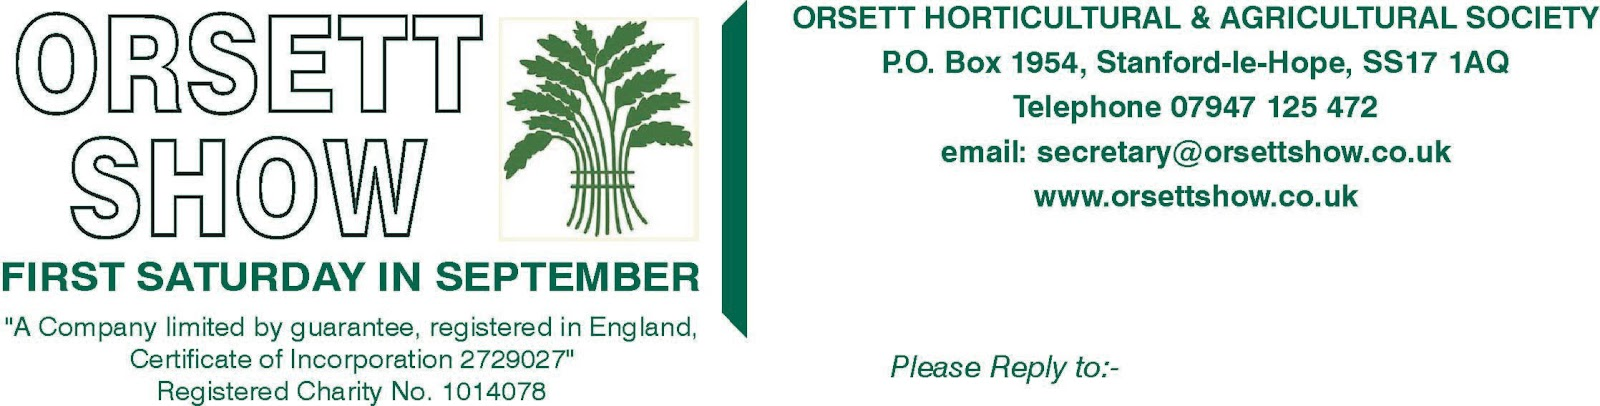 ORSETT
SHOW
FIRST SATURDAY IN SEPTEMBER
"A Company limited by guarantee, registered in England,
Certificate of Incorporation 2729027"
Registered Charity No. 1014078
ORSETT HORTICULTURAL & AGRICULTURAL SOCIETY
P.O. Box 1954, Stanford-le-Hope, SS17 1AQ
Telephone 07947 125 472
email: secretary@orsettshow.co.uk
www.orsettshow.co.uk
Please Reply to:-